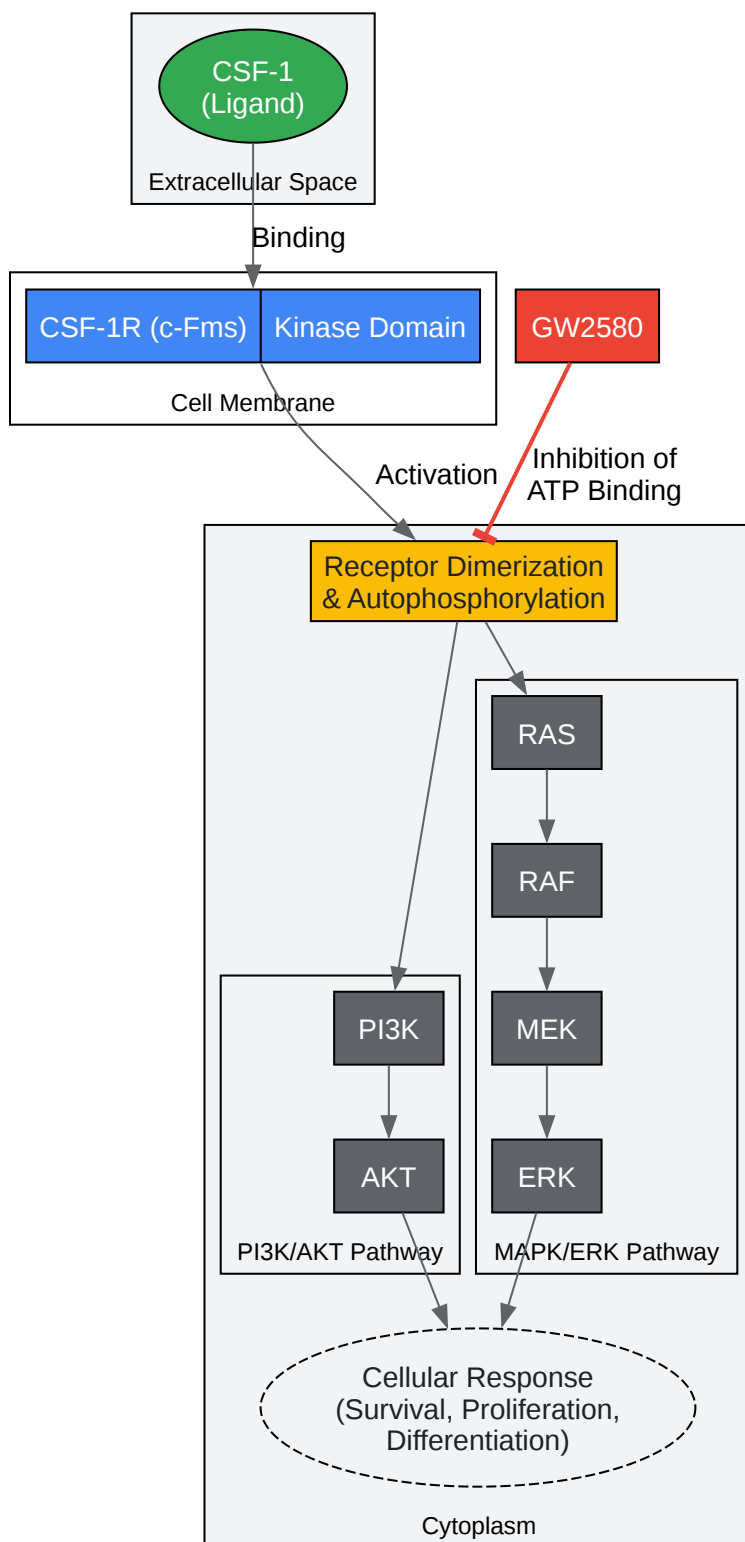 CSF-1
(Ligand)
Extracellular Space
Binding
CSF-1R (c-Fms)
Kinase Domain
GW2580
Cell Membrane
Activation
Inhibition of
ATP Binding
Receptor Dimerization
& Autophosphorylation
RAS
RAF
PI3K
MEK
AKT
ERK
PI3K/AKT Pathway
MAPK/ERK Pathway
Cellular Response
(Survival, Proliferation,
Differentiation)
Cytoplasm